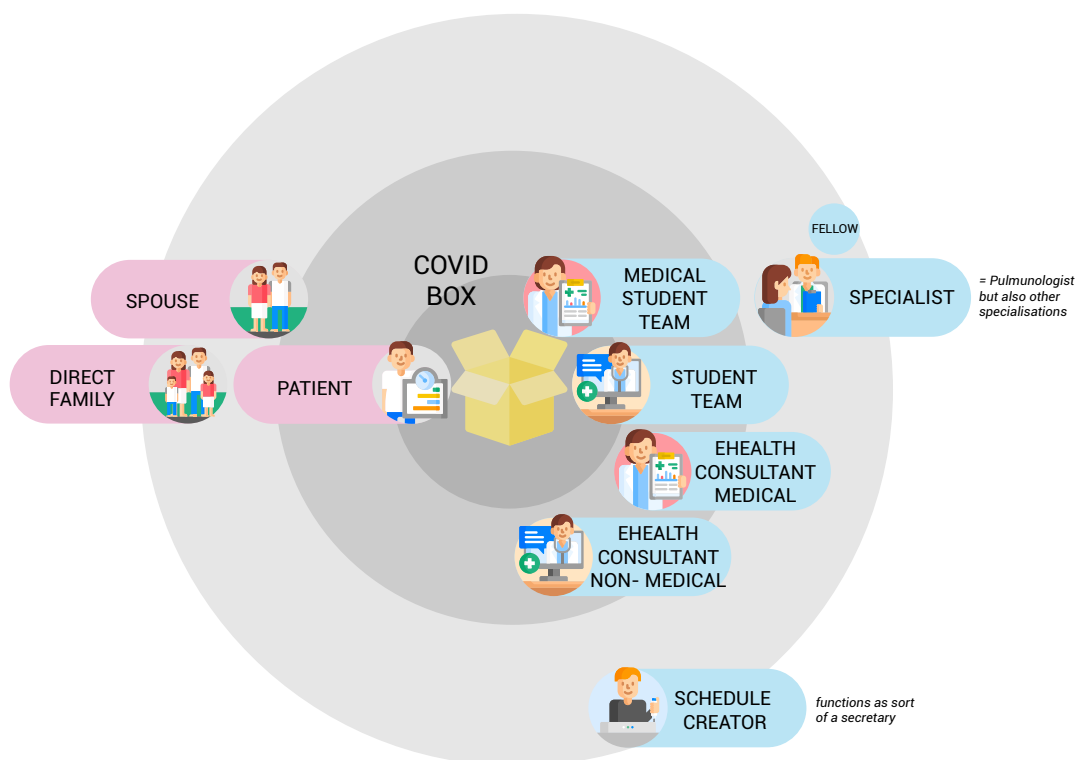 COVID
BOX
FELLOW
SPOUSE
MEDICAL
STUDENT
TEAM
SPECIALIST
= Pulmunologist
but also other
specialisations
DIRECT
FAMILY
PATIENT
STUDENT
TEAM
EHEALTH
CONSULTANT
MEDICAL
EHEALTH
CONSULTANT
NON- MEDICAL
SCHEDULE
CREATOR
functions as sort
of a secretary